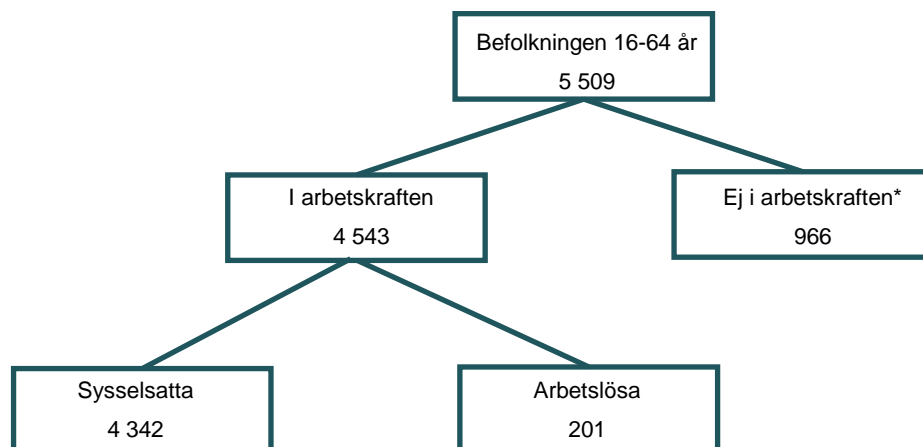 Befolkningen 16-64 år
5 509
I arbetskraften
4 543
Ej i arbetskraften*
966
Sysselsatta
4 342
Arbetslösa
201